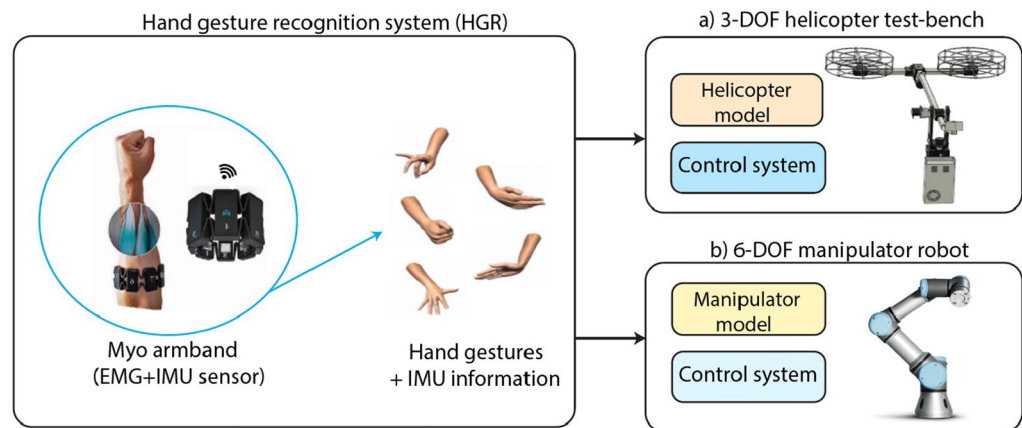 Hand gesture recognition system (HGR)
Myo armband
(EMG+IMU sensor)
Hand gestures
+ IMU information
a) 3-DOF helicopter test-bench
Helicopter
model
Control system
b) 6-DOF manipulator robot
Manipulator
model
Control system